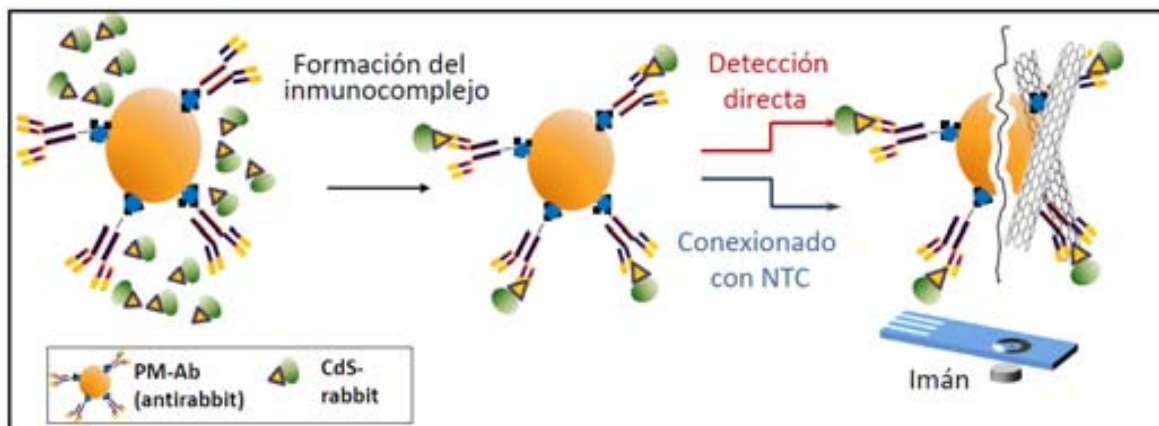 Formación del
inmunocomplejo
Detección
directa
Conexionado
con NTC
PM-Ab
(antirabbit)
CdS-
rabbit
Imán